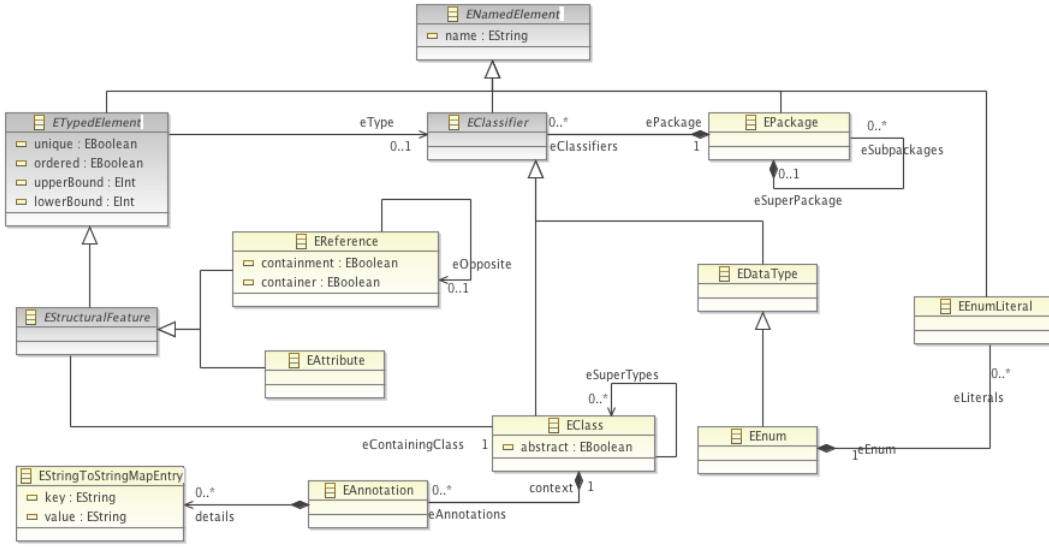 ENamedElement
name : EString
ETypedElement
unique : EBoolean
ordered : EBoolean
upperBound : EInt
lowerBound : EInt
eType
0..1
EClassifier
0..*
eClassifiers
ePackage
1
EPackage
0..*
eSubpackages
0..1
eSuperPackage
EReference
containment : EBoolean
container : EBoolean
eOpposite
0..1
EDataType
EEnumLiteral
EStructuralFeature
EAttribute
eSuperTypes
0..*
0..*
eLiterals
EClass
abstract : EBoolean
eContainingClass
1
EEnum
1
eEnum
EStringToStringMapEntry
key : EString
value : EString
0..*
details
EAnnotation
0..*
eAnnotations
context
1